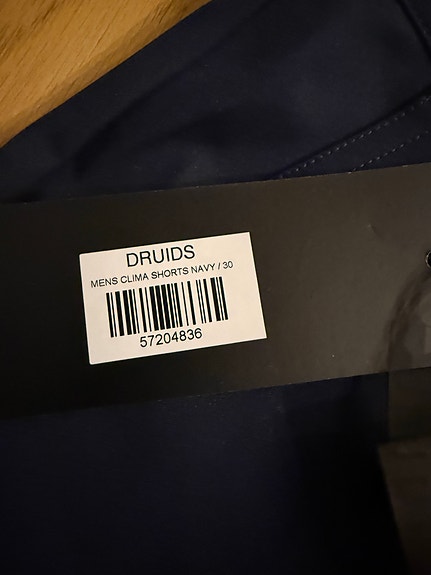 DRUIDS
MENS CLIMA SHORTS NAVY / 30
57204836